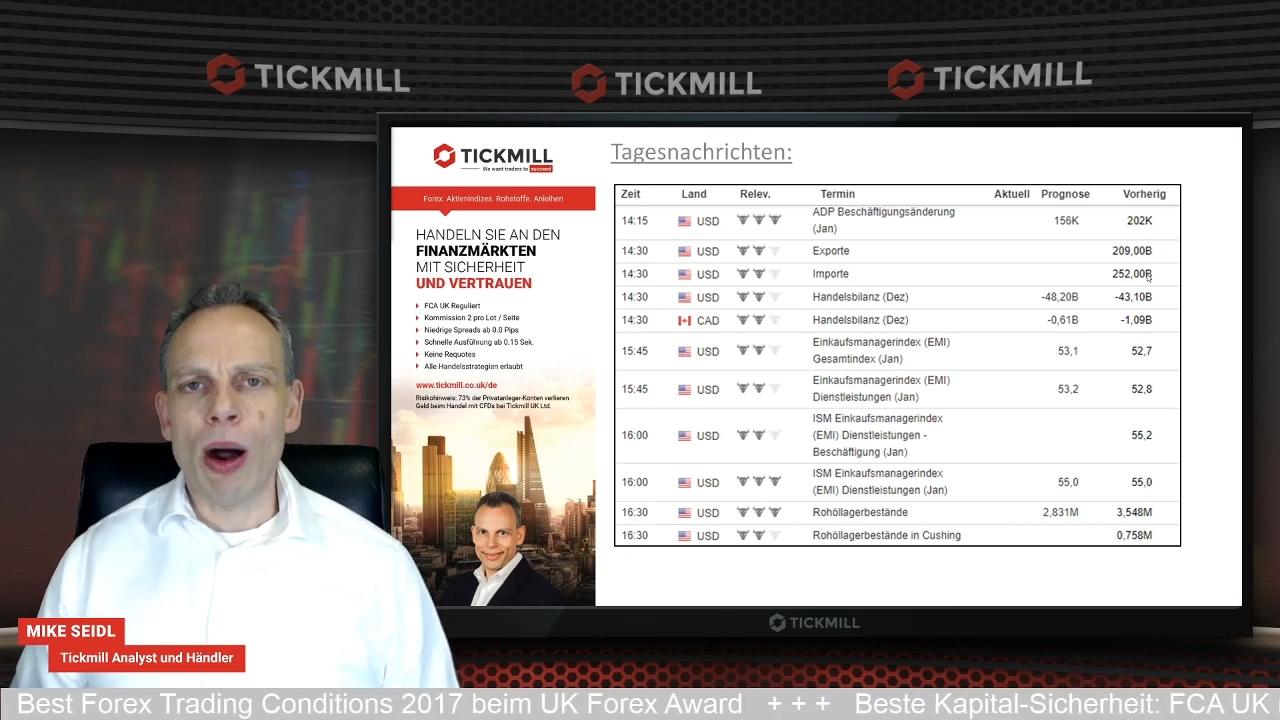 TICKMILL
TICKMILL
TICKMILL
TICKMILL
We want traders to succeed
Forex. Aktienindizes. Rohstoffe. Anleihen
HANDELN SIE AN DEN
FINANZMÄRKTEN
MIT SICHERHEIT
UND VERTRAUEN
FCA UK Reguliert
Kommission 2 pro Lot / Seite
Niedrige Spreads ab 0.0 Pips
Schnelle Ausführung ab 0.15 Sek.
Keine Requotes
Alle Handelsstrategien erlaubt
www.tickmill.co.uk/de
Risikohinweis: 73% der Privatanleger-Konten verlieren
Geld beim Handel mit CFDs bei Tickmill UK Ltd.
Tagesnachrichten:
Zeit Land Relev. Termin Aktuell Prognose Vorherig
14:15 USD ADP Beschäftigungsänderung 156K 202K
(Jan)
14:30 USD Exporte 209,00B
14:30 USD Importe 252,00B
14:30 USD Handelsbilanz (Dez) -48,20B -43,10B
14:30 CAD Handelsbilanz (Dez) -0,61B -1,09B
15:45 USD Einkaufsmanagerindex (EMI) 53,1 52,7
Gesamtindex (Jan)
15:45 USD Einkaufsmanagerindex (EMI) 53,2 52,8
Dienstleistungen (Jan)
16:00 USD ISM Einkaufsmanagerindex 55,2
(EMI) Dienstleistungen -
Beschäftigung (Jan)
16:00 USD ISM Einkaufsmanagerindex 55,0 55,0
(EMI) Dienstleistungen (Jan)
16:30 USD Rohöllagerbestände 2,831M 3,548M
16:30 USD Rohöllagerbestände in Cushing 0,758M
TICKMILL
MIKE SEIDL
Tickmill Analyst und Händler
Best Forex Trading Conditions 2017 beim UK Forex Award + + + Beste Kapital-Sicherheit: FCA UK